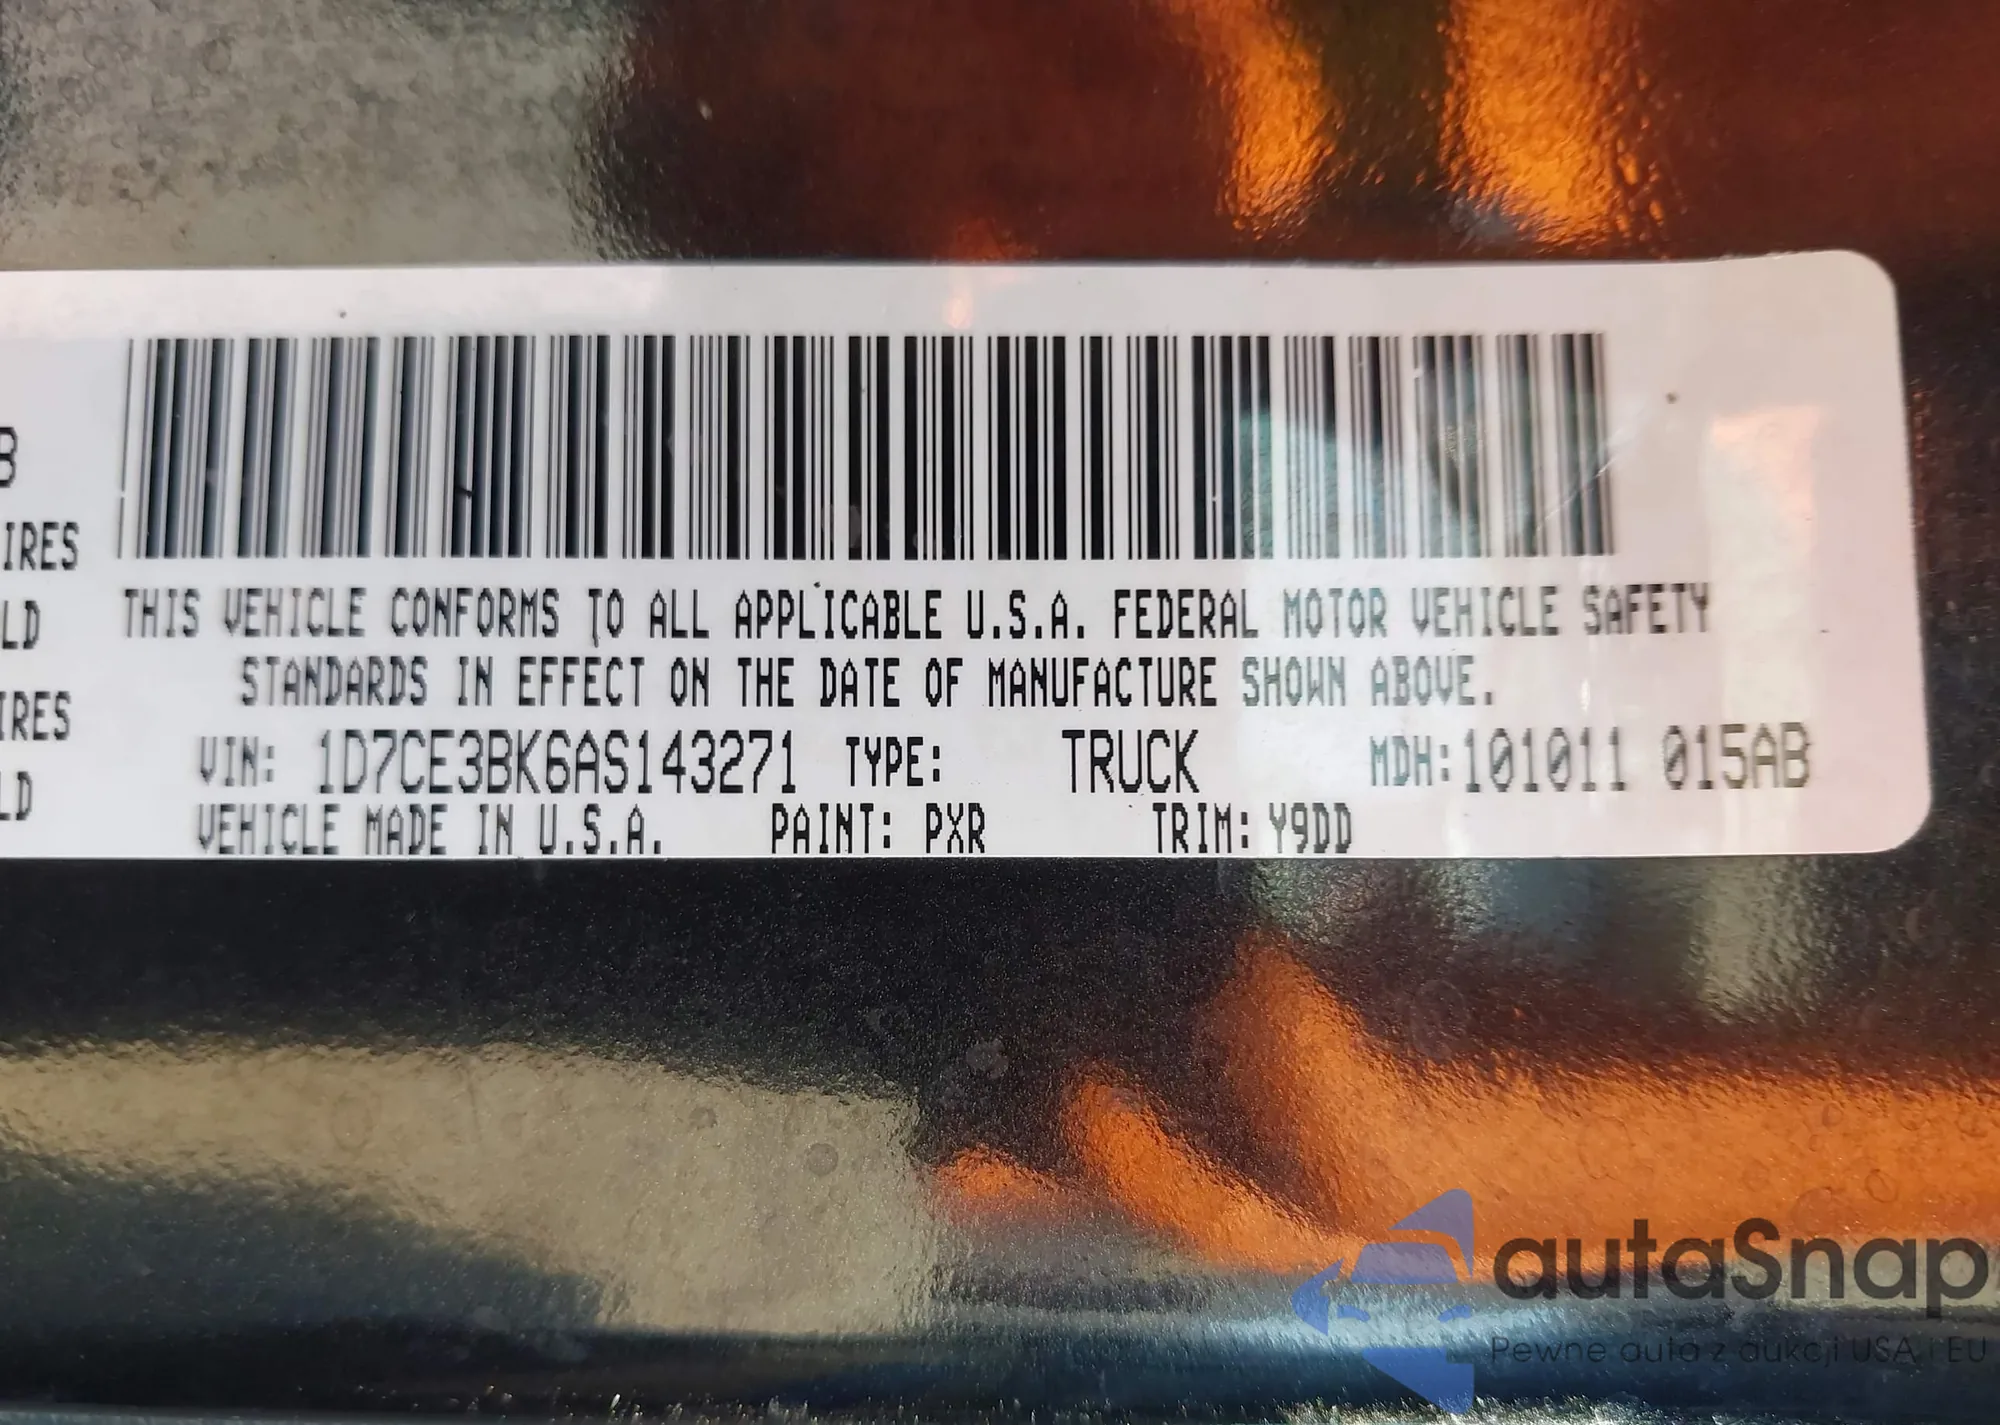 B
IRES
LD
IRES
LD
THIS VEHICLE CONFORMS TO ALL APPLICABLE U.S.A. FEDERAL MOTOR VEHICLE SAFETY
STANDARDS IN EFFECT ON THE DATE OF MANUFACTURE SHOWN ABOVE.
VIN: 1D7CE3BK6AS143271 TYPE: TRUCK MDH:101011 015AB
VEHICLE MADE IN U.S.A. PAINT: PXR TRIM: Y9DD
autaSnap
Pewne auta z aukcji USA i EU